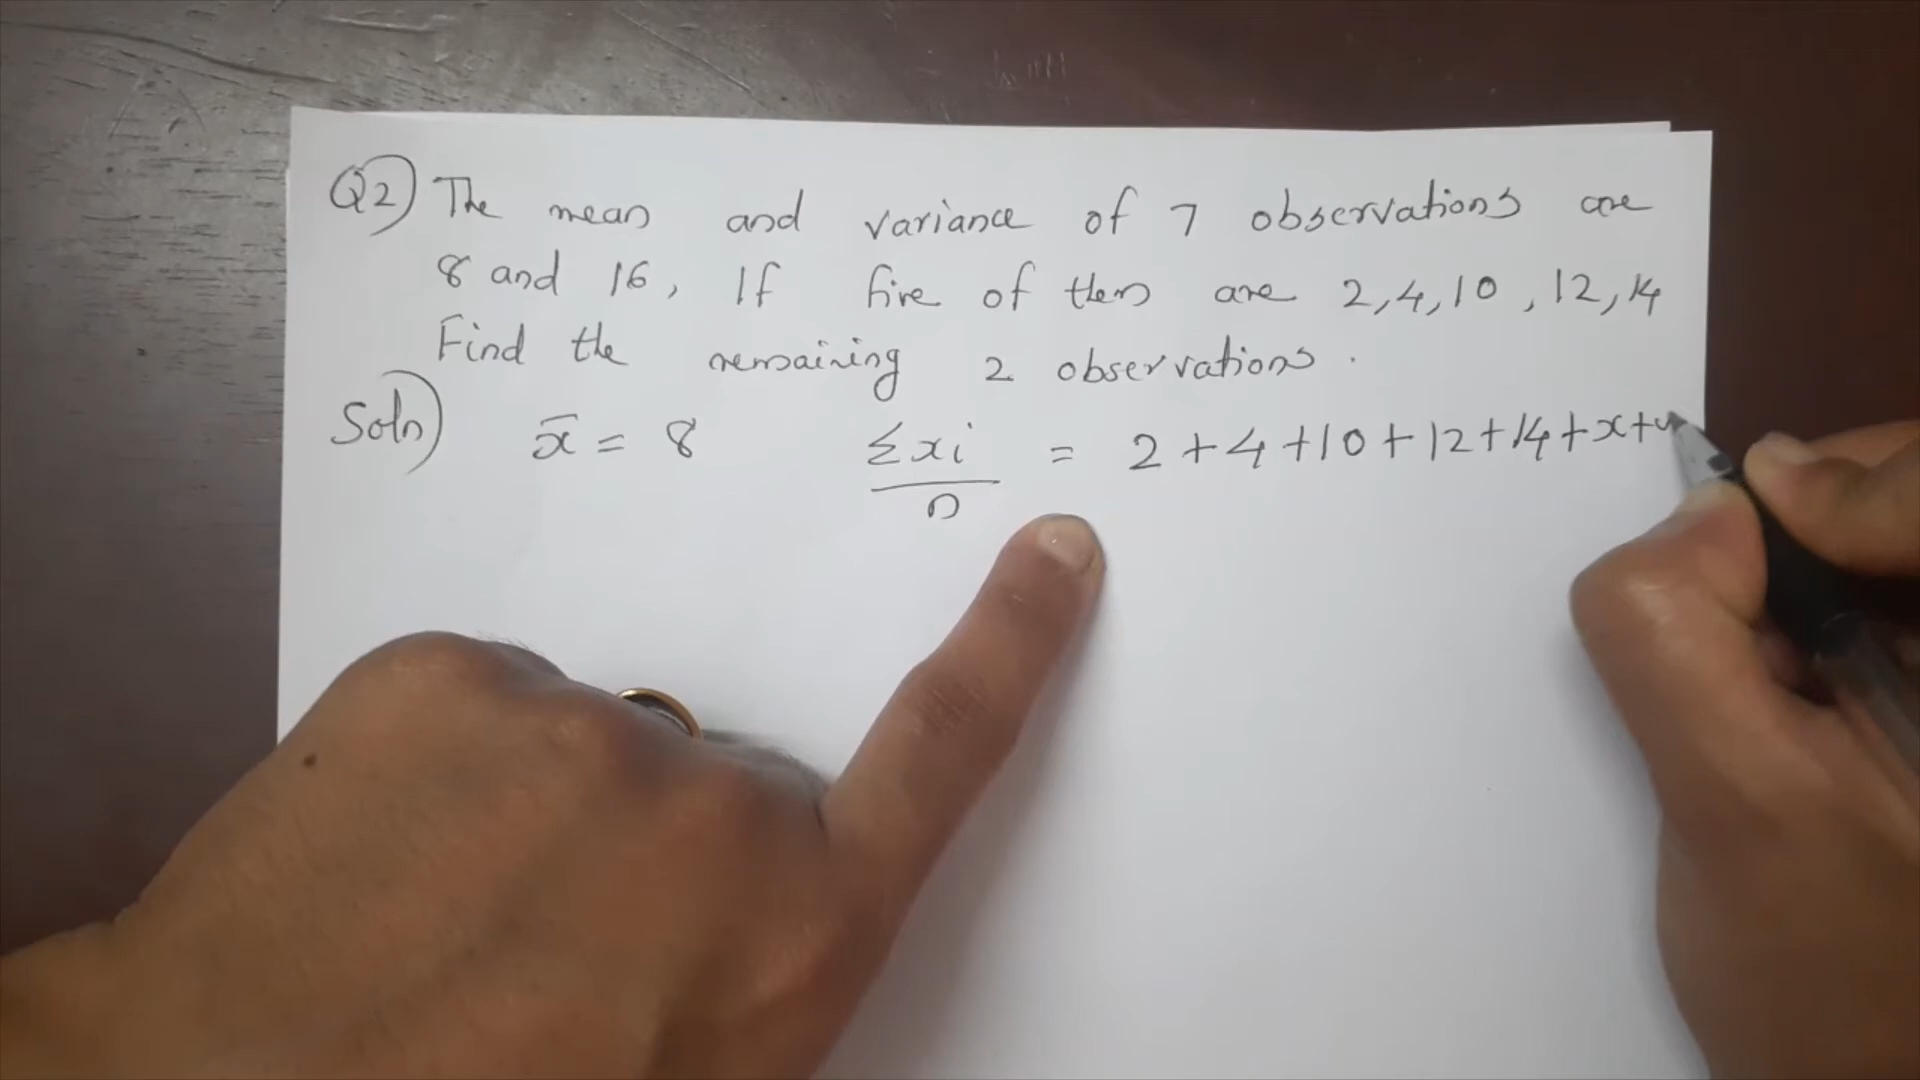 Q2) The mean and variance of 7 observations are
8 and 16, If five of them are 2,4,10,12,14
Find the remaining 2 observations.
Soln) x̄ = 8 Σxi/n = 2+4+10+12+14+x+